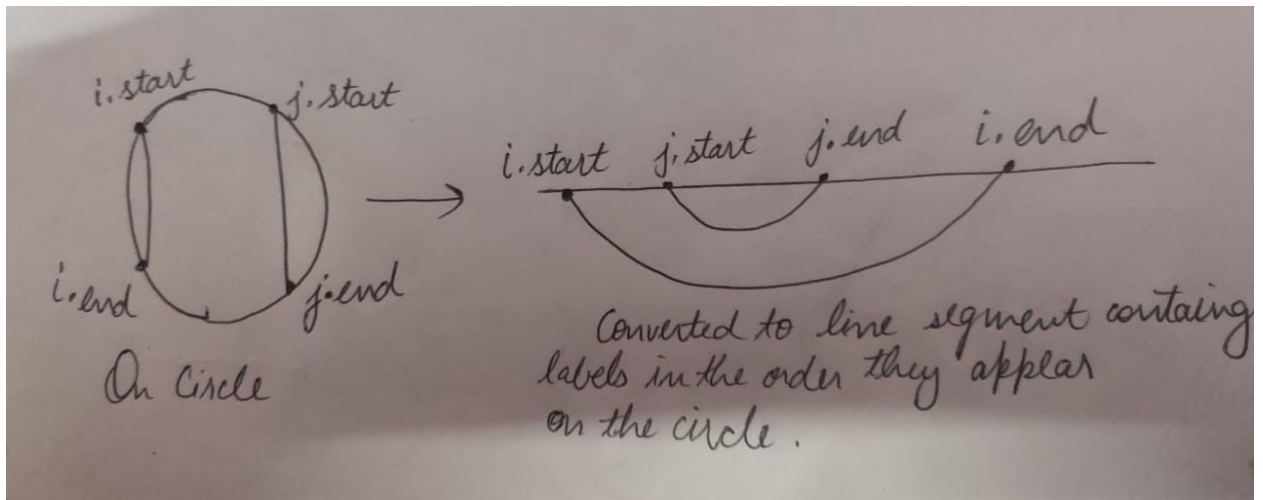 i.start
j.start
i.end
j.end
On Circle
i.start j.start j.end i.end
Converted to line segment containg
labels in the order they appear
on the circle.